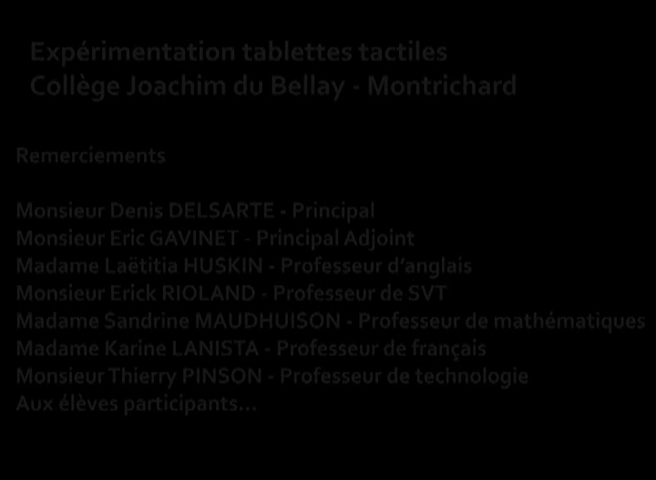 Expérimentation tablettes tactiles
Collège Joachim du Bellay - Montrichard
Remerciements
Monsieur Denis DELSARTE - Principal
Monsieur Eric GAVINET - Principal Adjoint
Madame Laëtitia HUSKIN - Professeur d'anglais
Monsieur Erick RIOLAND - Professeur de SVT
Madame Sandrine MAUDHUISON - Professeur de mathématiques
Madame Karine LANISTA - Professeur de français
Monsieur Thierry PINSON - Professeur de technologie
Aux élèves participants...